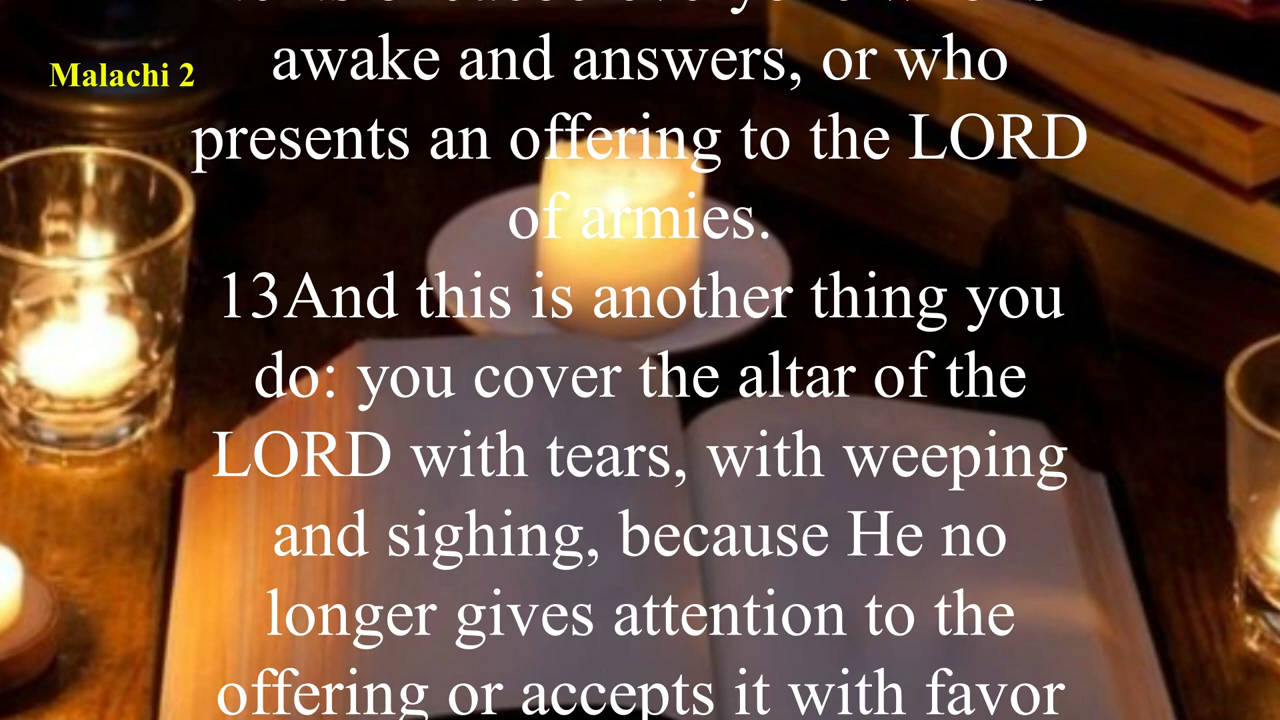 Malachi 2
awake and answers, or who
presents an offering to the LORD
of armies.
13And this is another thing you
do: you cover the altar of the
LORD with tears, with weeping
and sighing, because He no
longer gives attention to the
offering or accepts it with favor